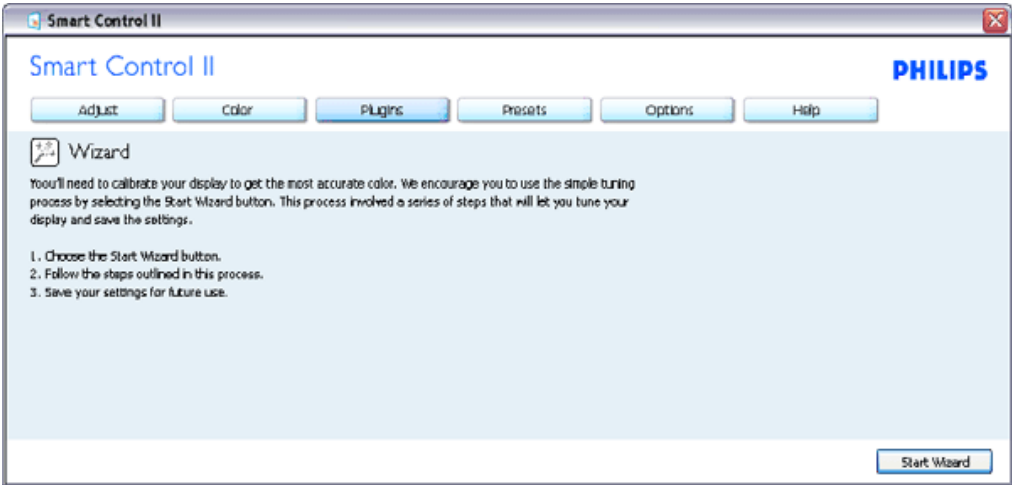 Smart Control II
Smart Control II
PHILIPS
Adjust Color Plugins Presets Options Help
Wizard
Yoou'll need to calibrate your display to get the most accurate color. We encourage you to use the simple tuning
process by selecting the Start Wizard button. This process involved a series of steps that will let you tune your
display and save the settings.
1. Choose the Start Wizard button.
2. Follow the steps outlined in this process.
3. Save your settings for future use.
Start Wizard